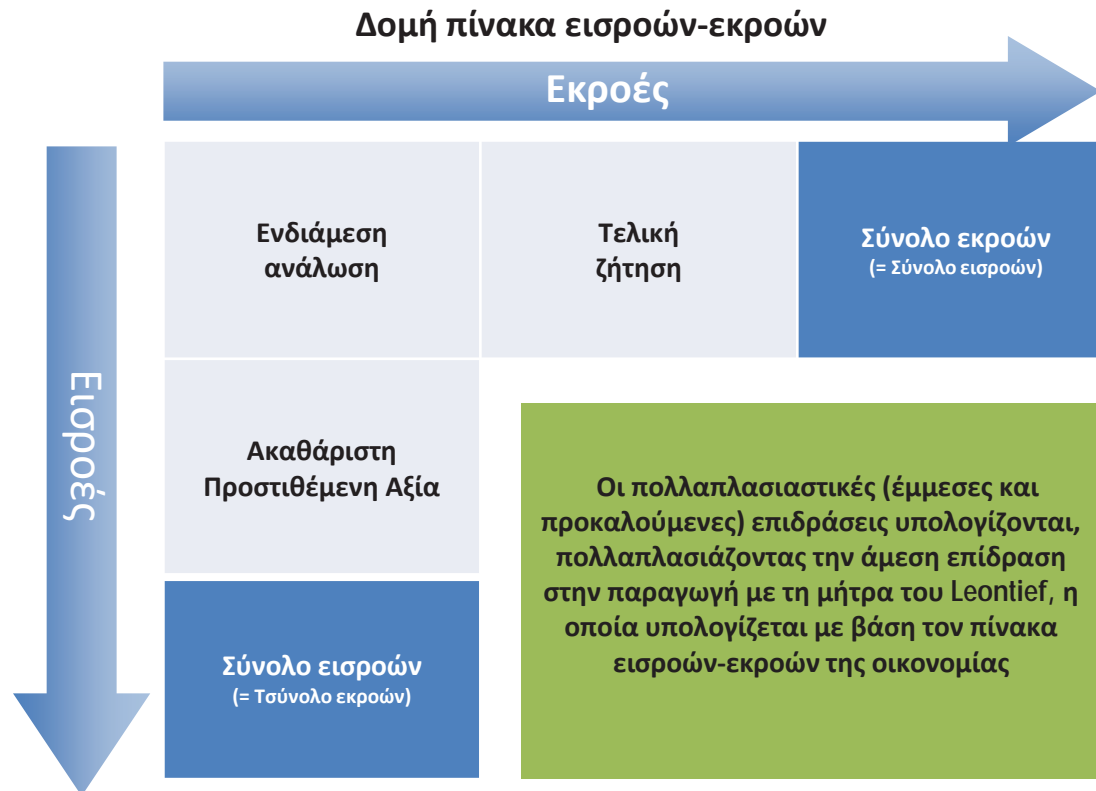 Δομή πίνακα εισροών-εκροών
Εκροές
Εισροές
Ενδιάμεση
ανάλωση
Τελική
ζήτηση
Σύνολο εκροών
(= Σύνολο εισροών)
Ακαθάριστη
Προστιθέμενη Αξία
Σύνολο εισροών
(= Τσύνολο εκροών)
Οι πολλαπλασιαστικές (έμμεσες και
προκαλούμενες) επιδράσεις υπολογίζονται,
πολλαπλασιάζοντας την άμεση επίδραση
στην παραγωγή με τη μήτρα του Leontief, η
οποία υπολογίζεται με βάση τον πίνακα
εισροών-εκροών της οικονομίας